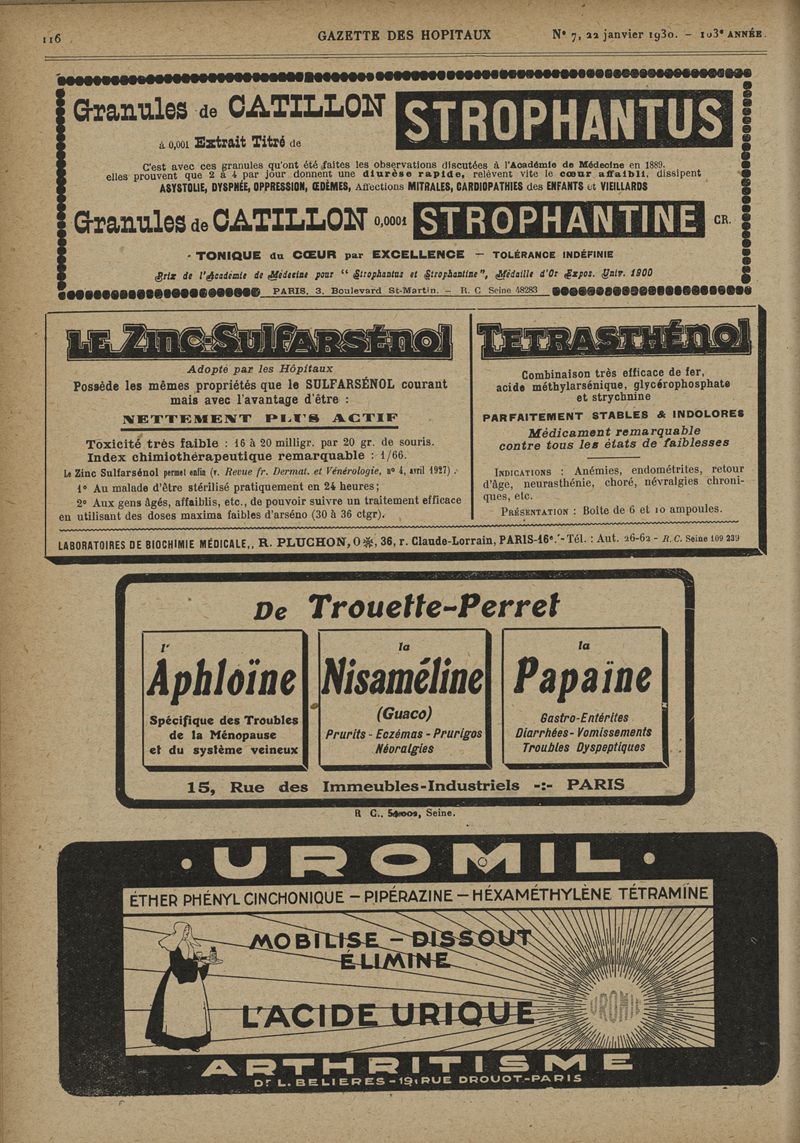 116
GAZETTE DES HOPITAUX
N° 7, 22 janvier 1930. — 103e ANNÉE.
Granules de CATILLON STROPHANTUS
à 0,001 Extrait Titré de
C'est avec ces granules qu'ont été faites les observations discutées à l'Académie de Médecine en 1889.
elles prouvent que 2 à 4 par jour donnent une diurèse rapide, relèvent vite le cœur affaibli, dissipent
ASYSTOLIE, DYSPNÉE, OPPRESSION, ŒDÈMES, Affections MITRALES, CARDIOPATHIES des ENFANTS et VIEILLARDS
Granules de CATILLON 0,0001 STROPHANTINE CR.
TONIQUE du CŒUR par EXCELLENCE — TOLÉRANCE INDÉFINIE
Prix de l'Académie de Médecine pour "Strophantus et Strophantine", Médaille d'Or Expos. Univ. 1900
PARIS, 3, Boulevard St-Martin. — R. C Seine 48283
LE ZINC-SULFARSÉNOL
Adopté par les Hôpitaux
Possède les mêmes propriétés que le SULFARSÉNOL courant
mais avec l'avantage d'être :
NETTEMENT PLUS ACTIF
Toxicité très faible : 16 à 20 milligr. par 20 gr. de souris.
Index chimiothérapeutique remarquable : 1/66.
Le Zinc Sulfarsénol permet enfin (v. Revue fr. Dermat. et Vénérologie, n° 4, avril 1927) :
1° Au malade d'être stérilisé pratiquement en 24 heures;
2° Aux gens âgés, affaiblis, etc., de pouvoir suivre un traitement efficace
en utilisant des doses maxima faibles d'arséno (30 à 36 ctgr).
TETRASTHÉNOL
Combinaison très efficace de fer,
acide méthylarsénique, glycérophosphate
et strychnine
PARFAITEMENT STABLES & INDOLORES
Médicament remarquable
contre tous les états de faiblesses
INDICATIONS : Anémies, endométrites, retour
d'âge, neurasthénie, choré, névralgies chroni-
ques, etc.
PRÉSENTATION : Boîte de 6 et 10 ampoules.
LABORATOIRES DE BIOCHIMIE MÉDICALE,, R. PLUCHON, O✻, 36, r. Claude-Lorrain, PARIS-16e.- Tél. : Aut. 26-62 - R.C. Seine 109 239
De Trouette-Perret
l'
Aphloïne
Spécifique des Troubles
de la Ménopause
et du système veineux
la
Nisaméline
(Guaco)
Prurits - Eczémas - Prurigos
Néoralgies
la
Papaïne
Gastro-Entérites
Diarrhées- Vomissements
Troubles Dyspeptiques
15, Rue des Immeubles-Industriels -:- PARIS
R C., Seine.
· UROMIL ·
ÉTHER PHÉNYL CINCHONIQUE — PIPÉRAZINE — HÉXAMÉTHYLÈNE TÉTRAMINE
MOBILISE — DISSOUT
ÉLIMINE
UROMIL
L'ACIDE URIQUE
ARTHRITISME
Dr L. BELIERES - 19, RUE DROUOT - PARIS